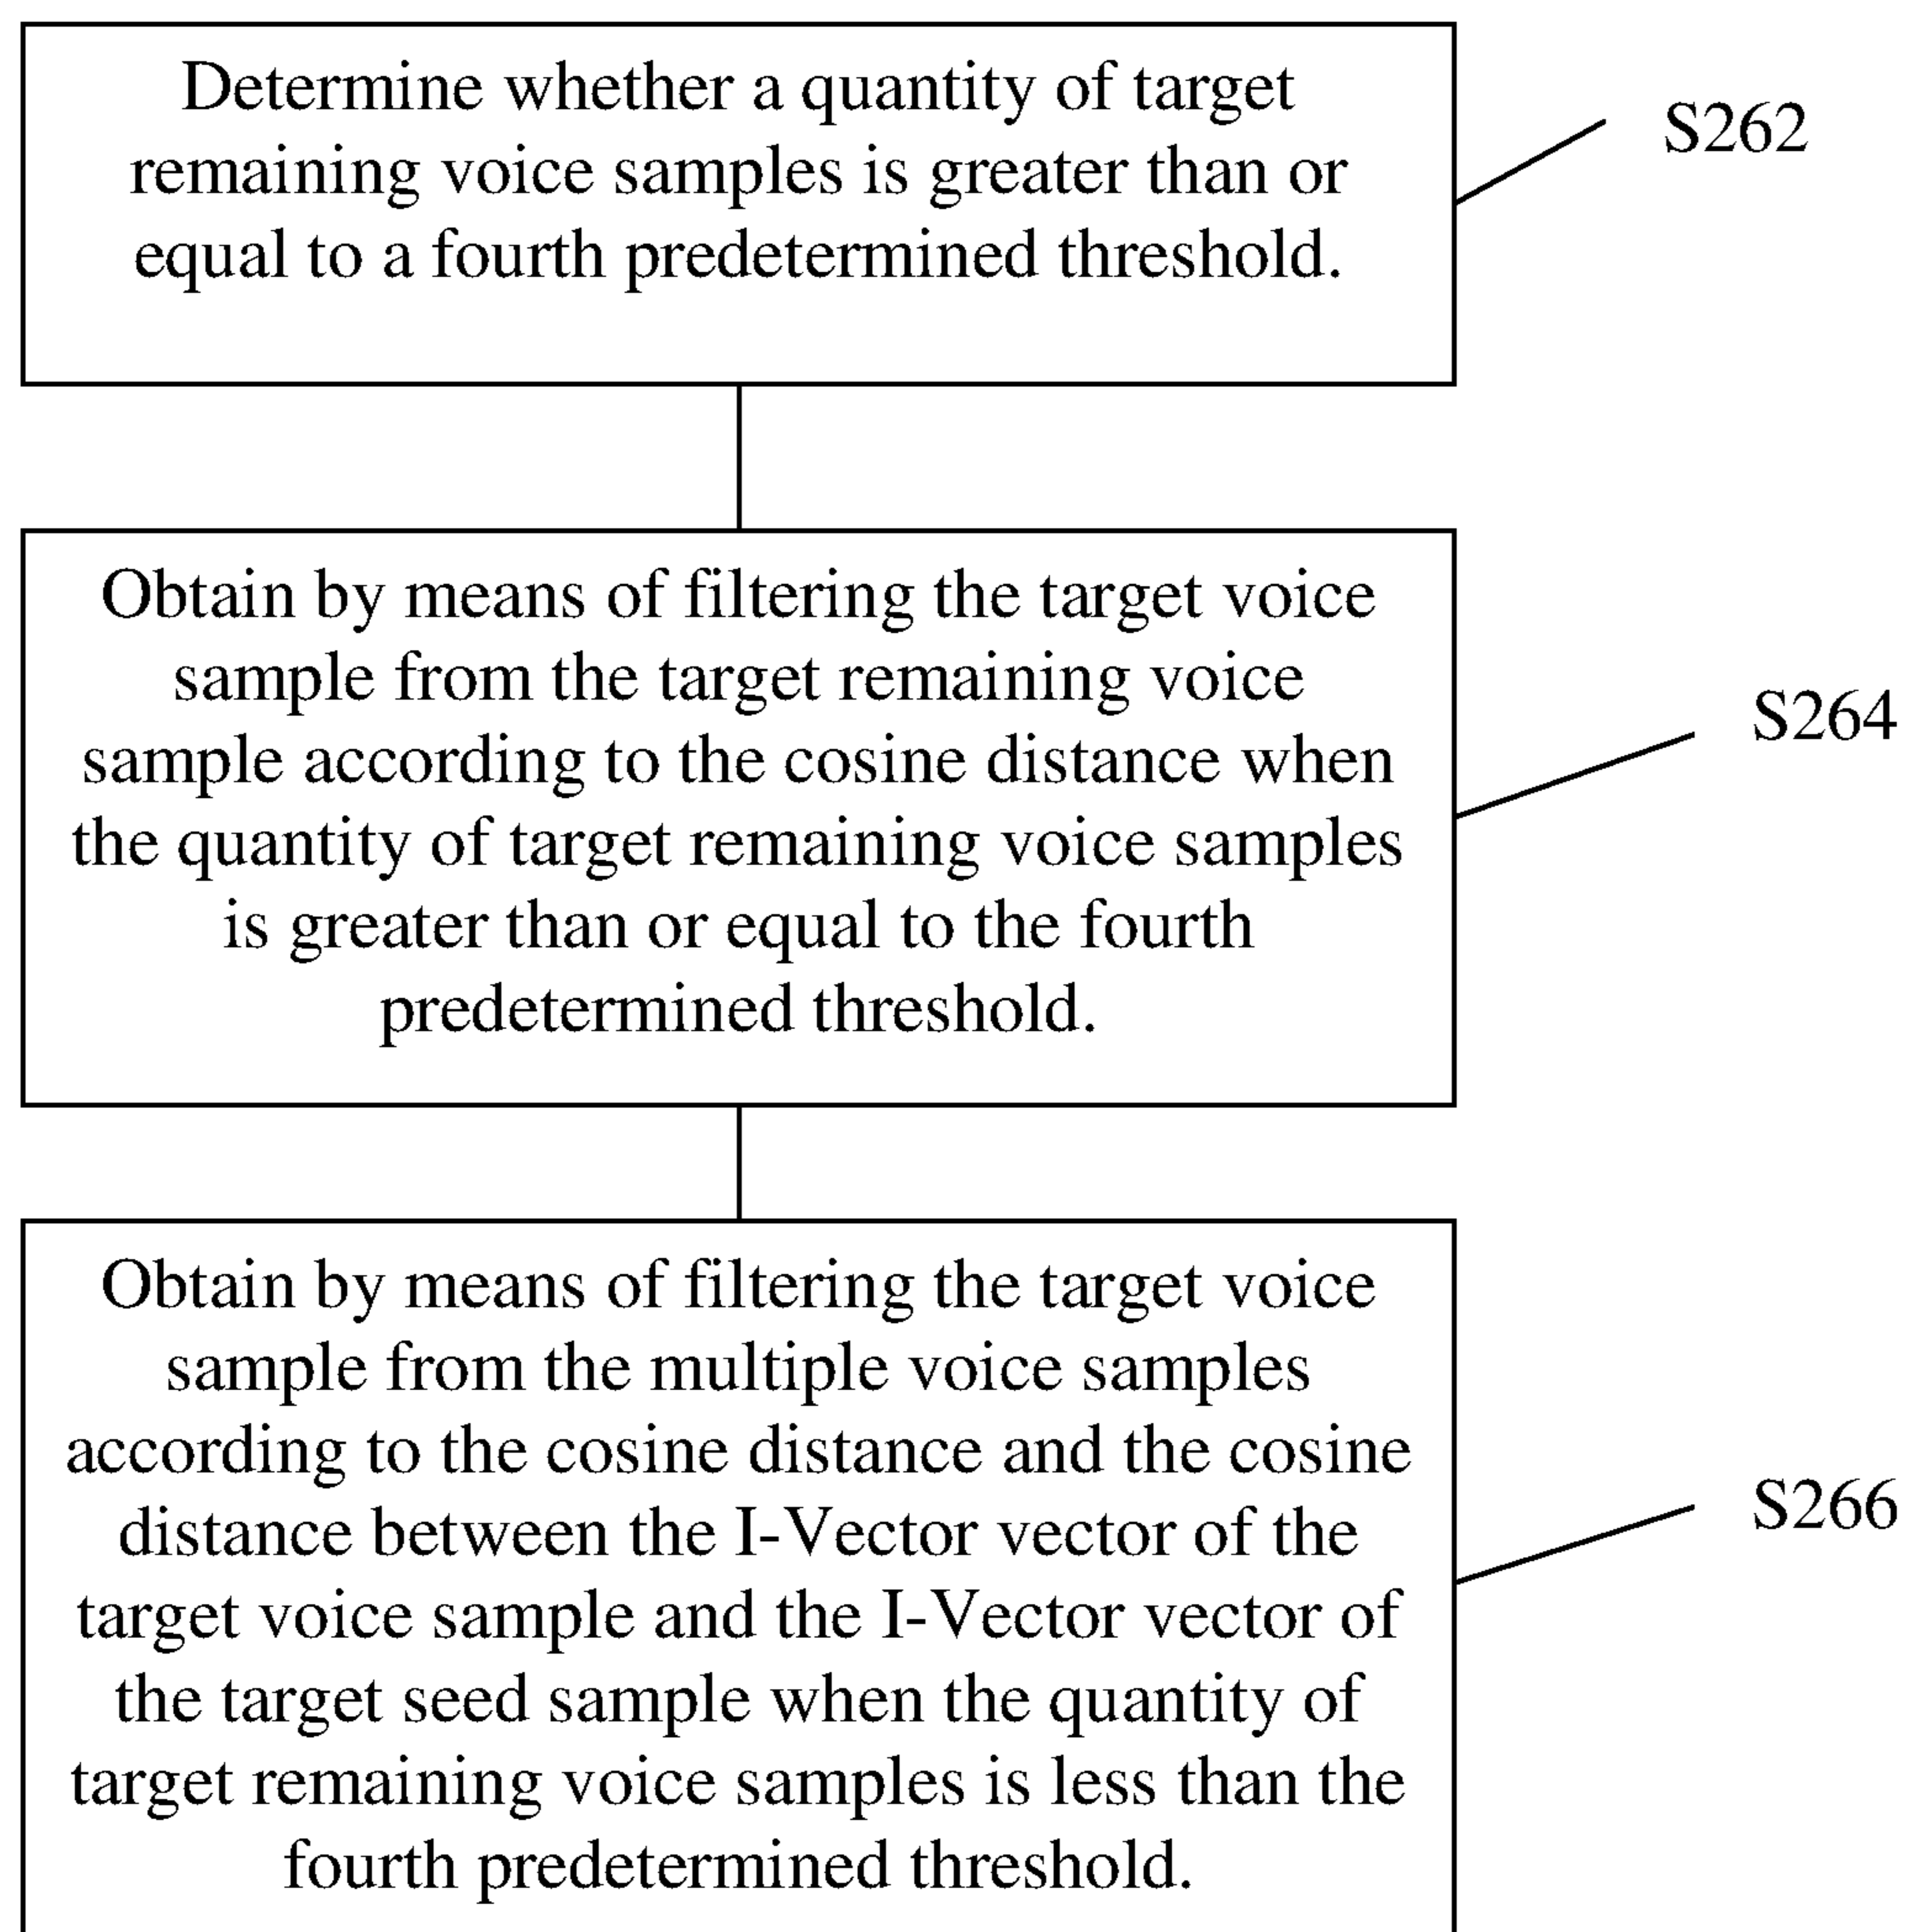 Determine whether a quantity of target
remaining voice samples is greater than or
equal to a fourth predetermined threshold.
S262
Obtain by means of filtering the target voice
sample from the target remaining voice
sample according to the cosine distance when
the quantity of target remaining voice samples
is greater than or equal to the fourth
predetermined threshold.
S264
Obtain by means of filtering the target voice
sample from the multiple voice samples
according to the cosine distance and the cosine
distance between the I-Vector vector of the
target voice sample and the I-Vector vector of
the target seed sample when the quantity of
target remaining voice samples is less than the
fourth predetermined threshold.
S266